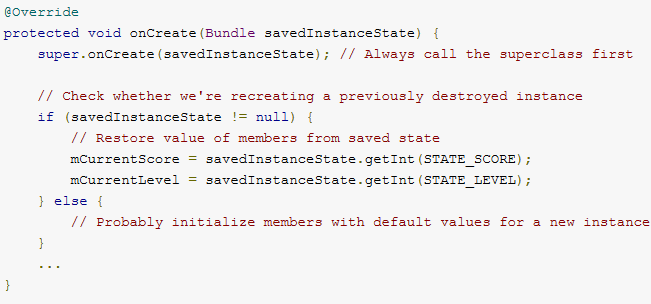 @Override
protected void onCreate(Bundle savedInstanceState) {
    super.onCreate(savedInstanceState); // Always call the superclass first

    // Check whether we're recreating a previously destroyed instance
    if (savedInstanceState != null) {
        // Restore value of members from saved state
        mCurrentScore = savedInstanceState.getInt(STATE_SCORE);
        mCurrentLevel = savedInstanceState.getInt(STATE_LEVEL);
    } else {
        // Probably initialize members with default values for a new instance
    }
    ...
}